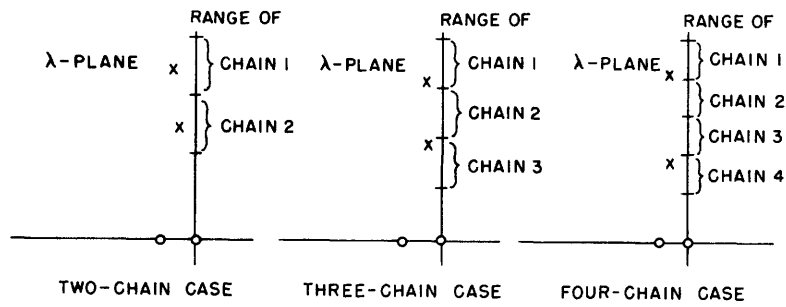 RANGE OF
λ-PLANE
x
CHAIN 1
x
CHAIN 2
TWO-CHAIN CASE
RANGE OF
λ-PLANE
x
CHAIN 1
CHAIN 2
x
CHAIN 3
THREE-CHAIN CASE
RANGE OF
λ-PLANE
x
CHAIN 1
CHAIN 2
CHAIN 3
x
CHAIN 4
FOUR-CHAIN CASE